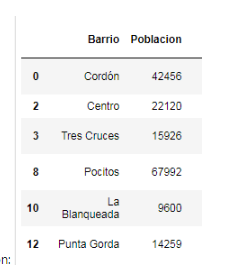 Barrio Poblacion
0 Cordón 42456
2 Centro 22120
3 Tres Cruces 15926
8 Pocitos 67992
10 La Blanqueada 9600
12 Punta Gorda 14259
n: